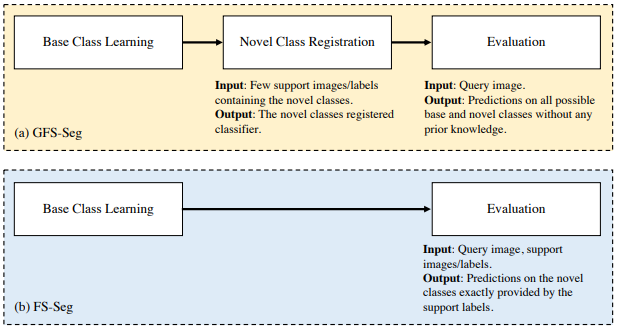 Base Class Learning
Novel Class Registration
Evaluation
Input: Few support images/labels
containing the novel classes.
Output: The novel classes registered
classifier.
Input: Query image.
Output: Predictions on all possible
base and novel classes without any
prior knowledge.
(a) GFS-Seg
Base Class Learning
Evaluation
Input: Query image, support
images/labels.
Output: Predictions on the novel
classes exactly provided by the
support labels.
(b) FS-Seg